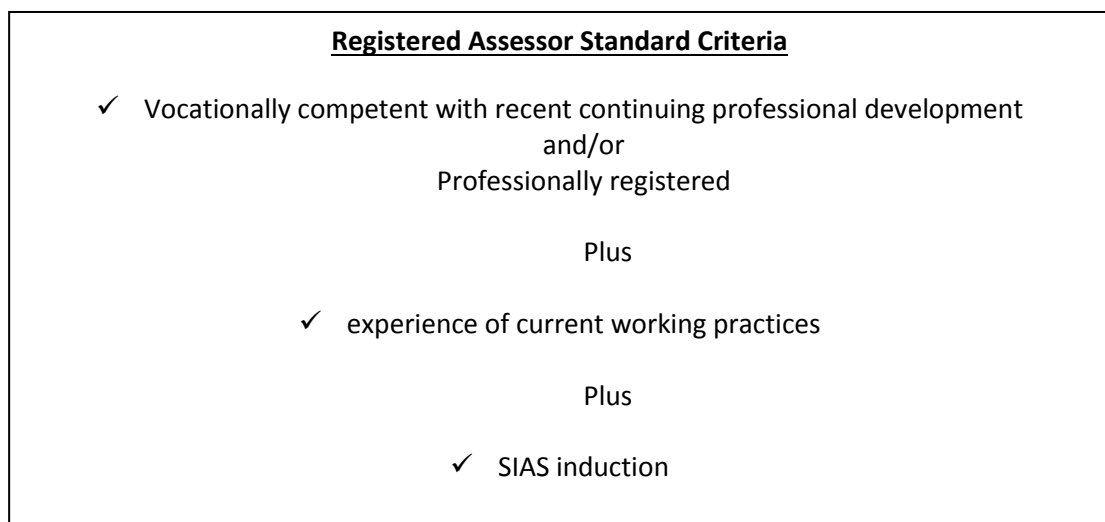 Registered Assessor Standard Criteria
✓ Vocationally competent with recent continuing professional development
and/or
Professionally registered
Plus
✓ experience of current working practices
Plus
✓ SIAS induction